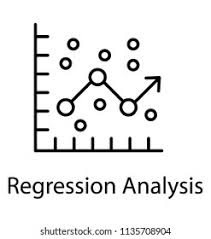 Regression Analysis
shutterstock.com · 1135708904